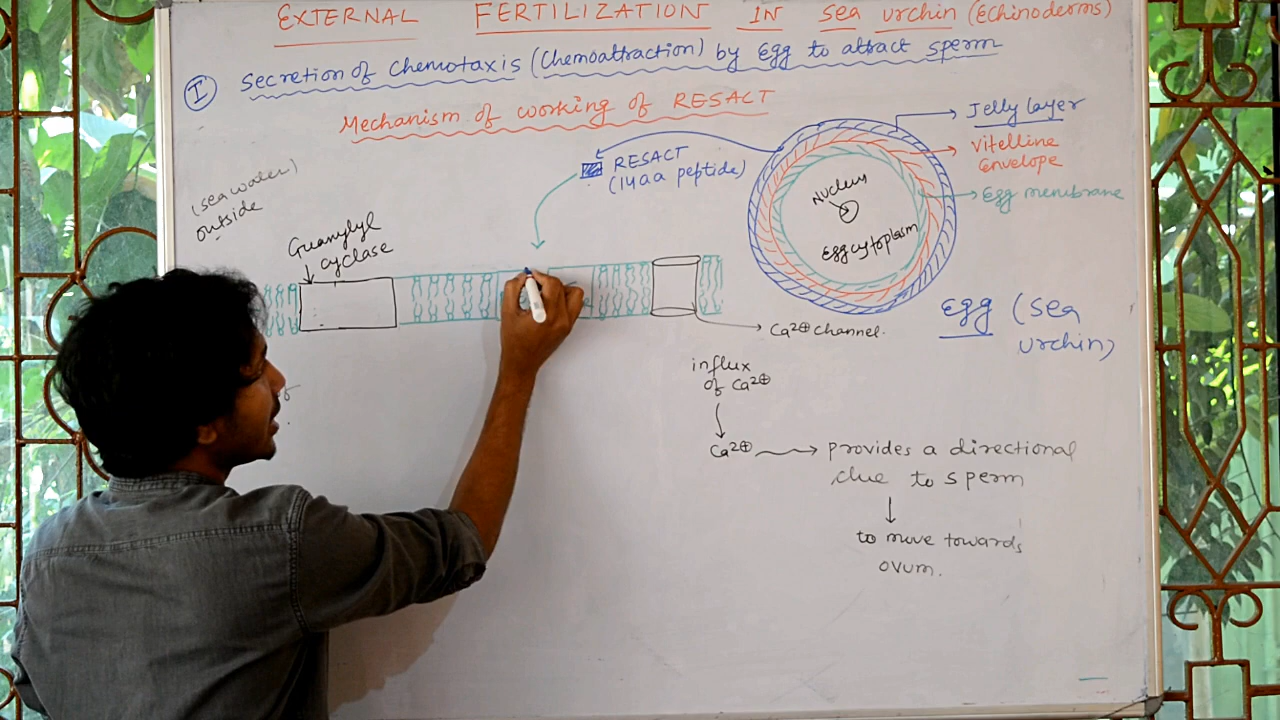 EXTERNAL FERTILIZATION IN sea urchin (Echinoderms)
I secretion of chemotaxis (chemoattraction) by Egg to attract sperm
Mechanism of working of RESACT
Jelly layer
Vitelline
Envelope
Egg membrane
RESACT
(14aa peptide)
Nucleus
Egg cytoplasm
(sea water)
outside
Guanylyl
cyclase
Egg (sea
urchin)
Ca2⊕ channel.
influx
of Ca2⊕
Ca2⊕ → provides a directional
clue to sperm
to move towards
ovum.